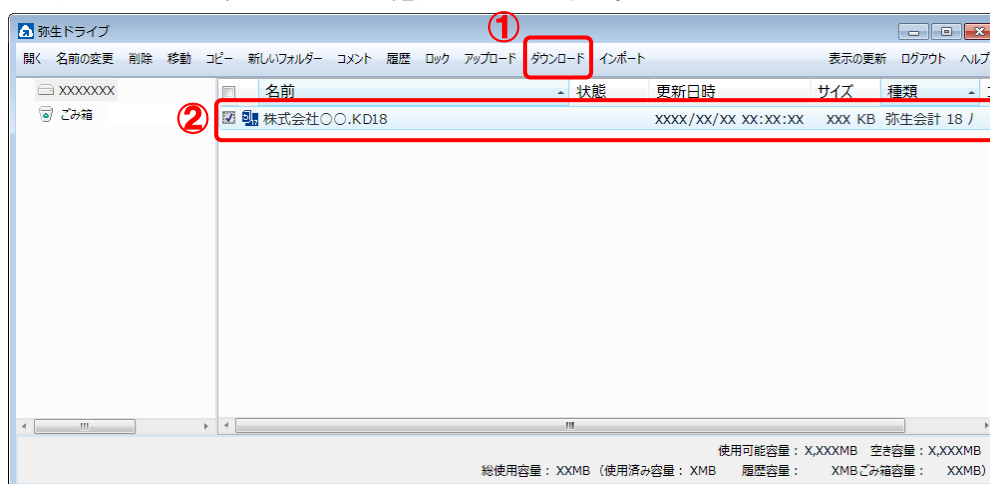 ①
弥生ドライブ
開く 名前の変更 削除 移動 コピー 新しいフォルダー コメント 履歴 ロック アップロード ダウンロード インポート 表示の更新 ログアウト ヘルプ
XXXXXXX
名前 状態 更新日時 サイズ 種類
ごみ箱
② 株式会社〇〇.KD18 XXXX/XX/XX XX:XX:XX XXX KB 弥生会計 18
使用可能容量: X,XXXMB 空き容量: X,XXXMB
総使用容量: XXMB (使用済み容量: XMB 履歴容量: XMB ごみ箱容量: XXMB)